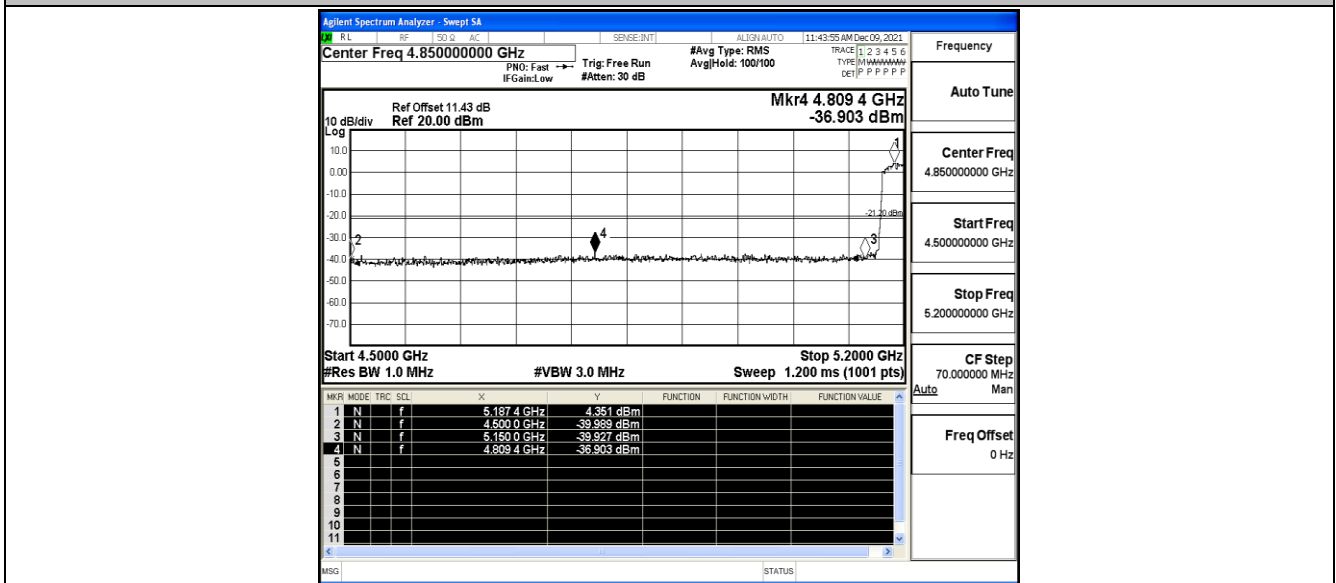 Agilent Spectrum Analyzer - Swept SA
RL RF 50 Ω AC SENSE:INT ALIGNAUTO 11:43:55 AM Dec 09, 2021
Center Freq 4.850000000 GHz
PNO: Fast
IFGain:Low
Trig: Free Run
#Atten: 30 dB
#Avg Type: RMS
Avg|Hold: 100/100
TRACE 1 2 3 4 5 6
TYPE M
DET P P P P P P
Ref Offset 11.43 dB
10 dB/div Ref 20.00 dBm
Log
Mkr4 4.809 4 GHz
-36.903 dBm
10.0
0.00
-10.0
-20.0
-30.0
-40.0
-50.0
-60.0
-70.0
1
-21.20 dBm
2
4
3
Start 4.5000 GHz Stop 5.2000 GHz
#Res BW 1.0 MHz #VBW 3.0 MHz Sweep 1.200 ms (1001 pts)
MKR MODE TRC SCL X Y FUNCTION FUNCTION WIDTH FUNCTION VALUE
1 N f 5.187 4 GHz 4.351 dBm
2 N f 4.500 0 GHz -39.989 dBm
3 N f 5.150 0 GHz -39.927 dBm
4 N f 4.809 4 GHz -36.903 dBm
5
6
7
8
9
10
11
MSG STATUS
Frequency
Auto Tune
Center Freq
4.850000000 GHz
Start Freq
4.500000000 GHz
Stop Freq
5.200000000 GHz
CF Step
70.000000 MHz
Auto Man
Freq Offset
0 Hz